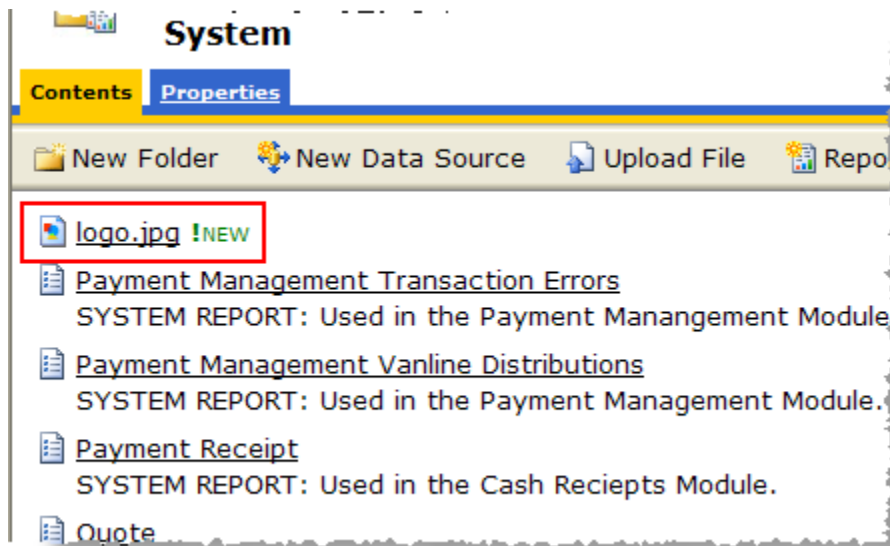 System
Contents Properties
New Folder New Data Source Upload File Repo
logo.jpg !NEW
Payment Management Transaction Errors
SYSTEM REPORT: Used in the Payment Manangement Module
Payment Management Vanline Distributions
SYSTEM REPORT: Used in the Payment Management Module.
Payment Receipt
SYSTEM REPORT: Used in the Cash Reciepts Module.
Quote